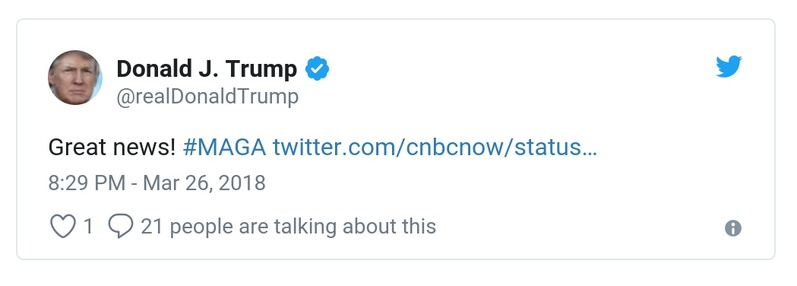 Donald J. Trump
@realDonaldTrump
Great news! #MAGA twitter.com/cnbcnow/status…
8:29 PM - Mar 26, 2018
1 21 people are talking about this